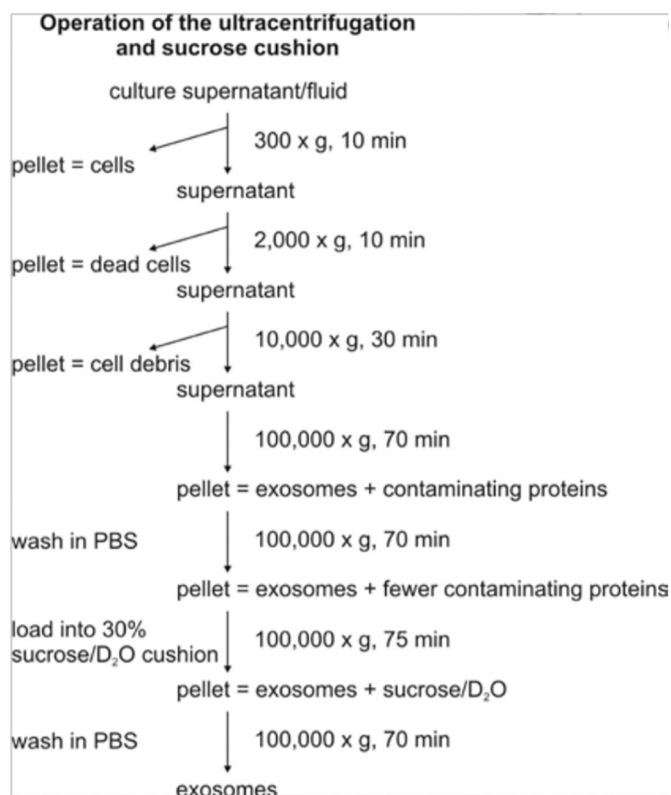 Operation of the ultracentrifugation
and sucrose cushion
culture supernatant/fluid
300 x g, 10 min
pellet = cells
supernatant
2,000 x g, 10 min
pellet = dead cells
supernatant
10,000 x g, 30 min
pellet = cell debris
supernatant
100,000 x g, 70 min
pellet = exosomes + contaminating proteins
wash in PBS
100,000 x g, 70 min
pellet = exosomes + fewer contaminating proteins
load into 30%
sucrose/D₂O cushion
100,000 x g, 75 min
pellet = exosomes + sucrose/D₂O
wash in PBS
100,000 x g, 70 min
exosomes